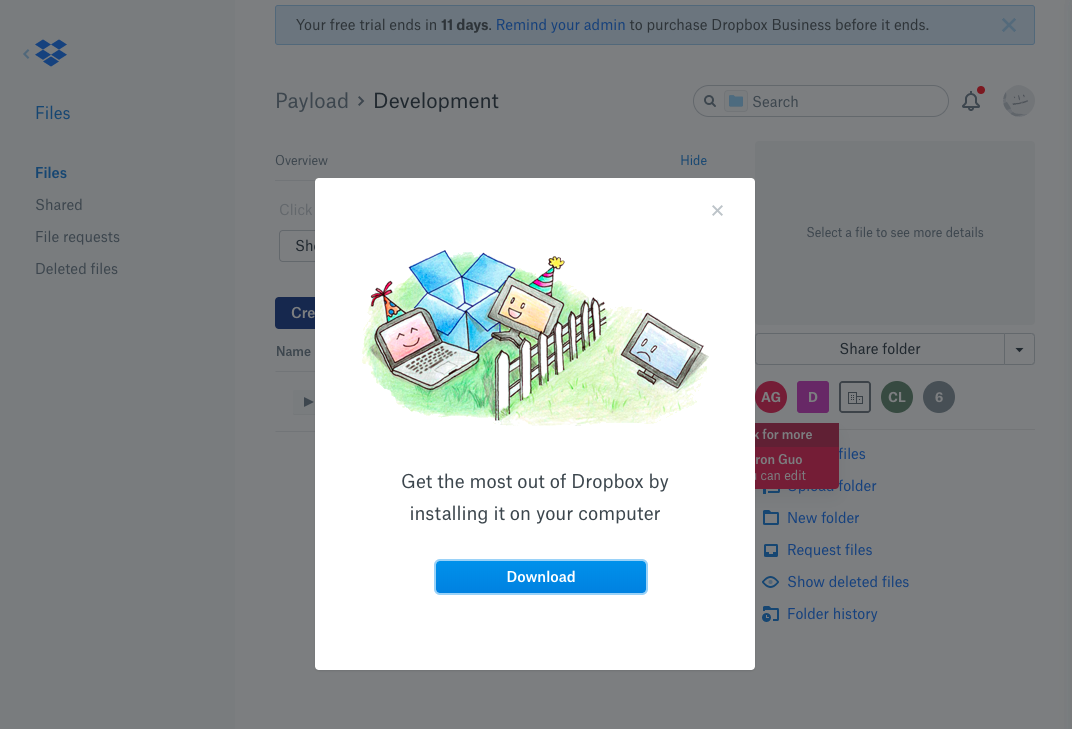 Your free trial ends in 11 days. Remind your admin to purchase Dropbox Business before it ends.
Payload › Development
Search
Files
Overview
Hide
Files
Shared
File requests
Deleted files
Click
Sh
Select a file to see more details
Cre
Name
Share folder
AG
D
CL
6
k for more
files
ron Guo
can edit
Upload folder
New folder
Request files
Show deleted files
Folder history
Get the most out of Dropbox by
installing it on your computer
Download